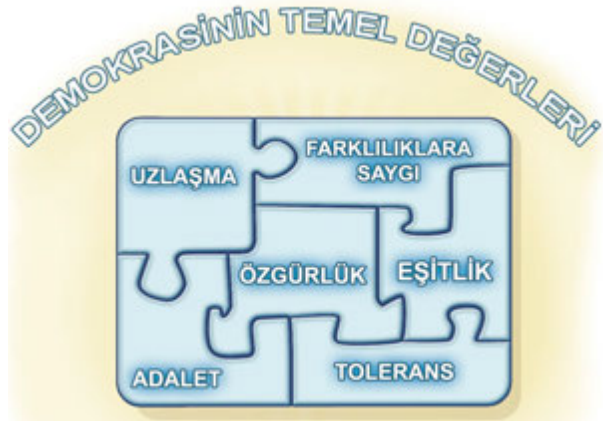 DEMOKRASİNİN TEMEL DEĞERLERİ
UZLAŞMA
FARKLILIKLARA
SAYGI
ÖZGÜRLÜK
EŞİTLİK
ADALET
TOLERANS